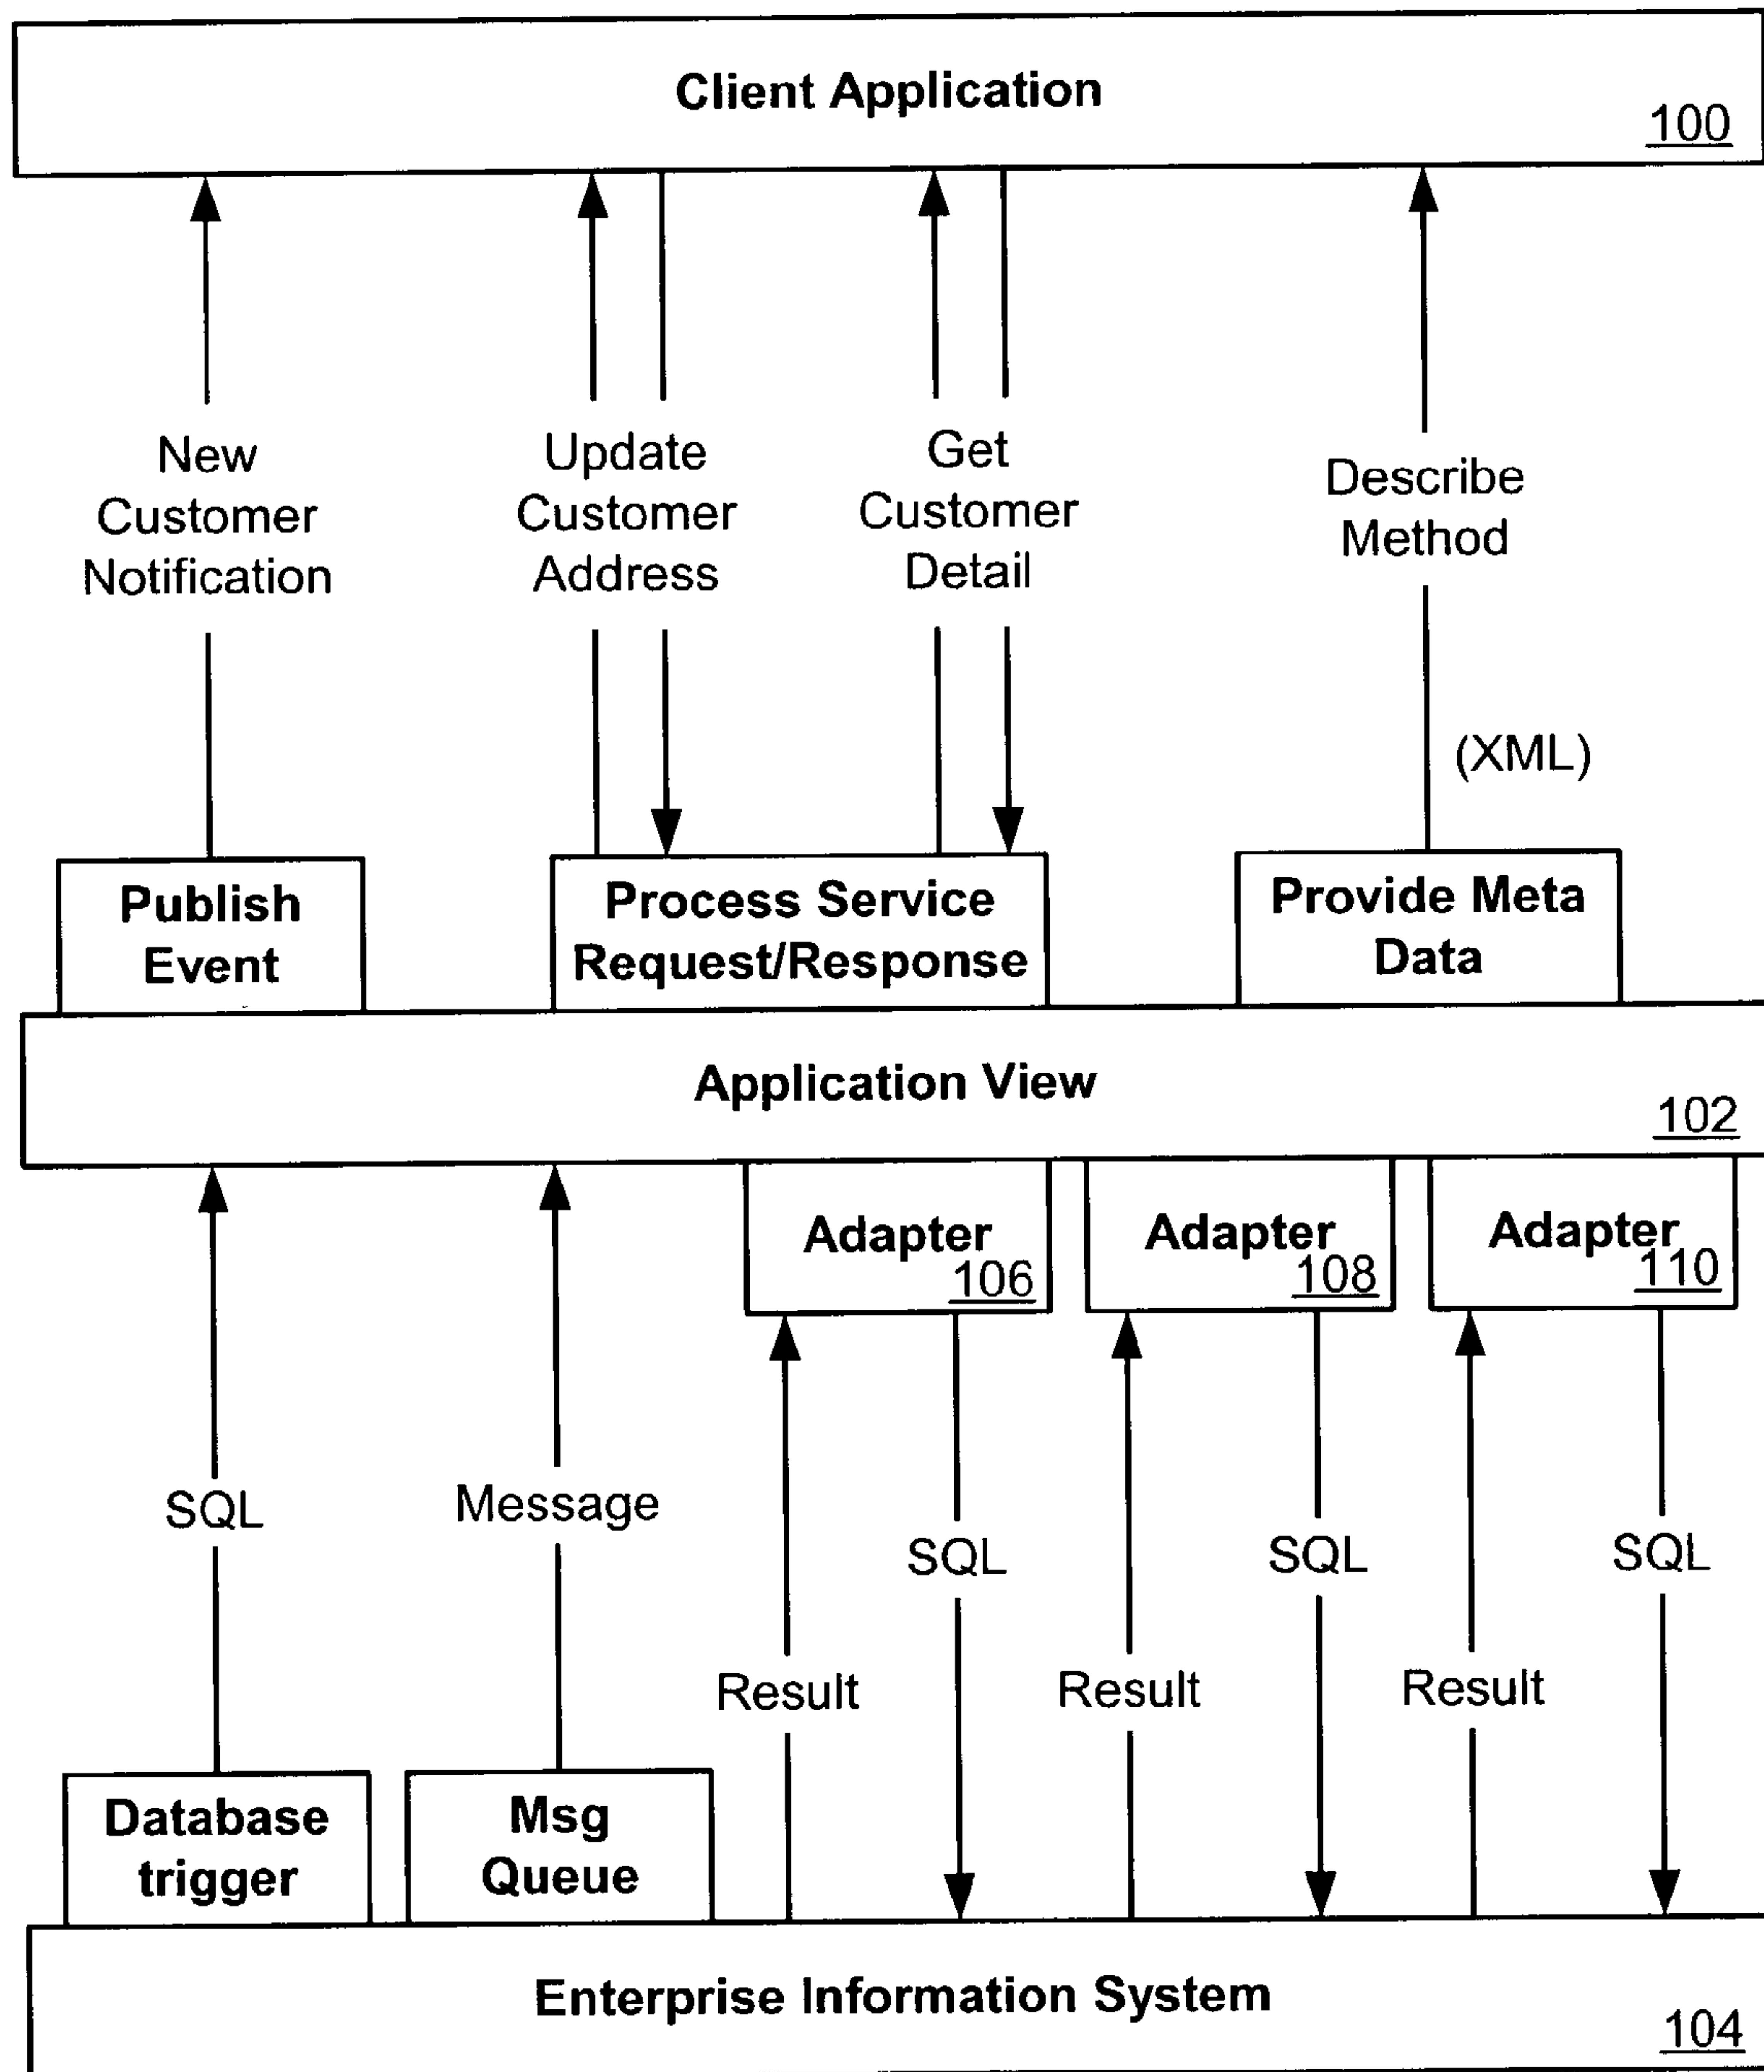 Client Application
100
New
Customer
Notification
Update
Customer
Address
Get
Customer
Detail
Describe
Method
(XML)
Publish
Event
Process Service
Request/Response
Provide Meta
Data
Application View
102
Adapter
106
Adapter
108
Adapter
110
SQL
Message
SQL
SQL
SQL
Result
Result
Result
Database
trigger
Msg
Queue
Enterprise Information System
104